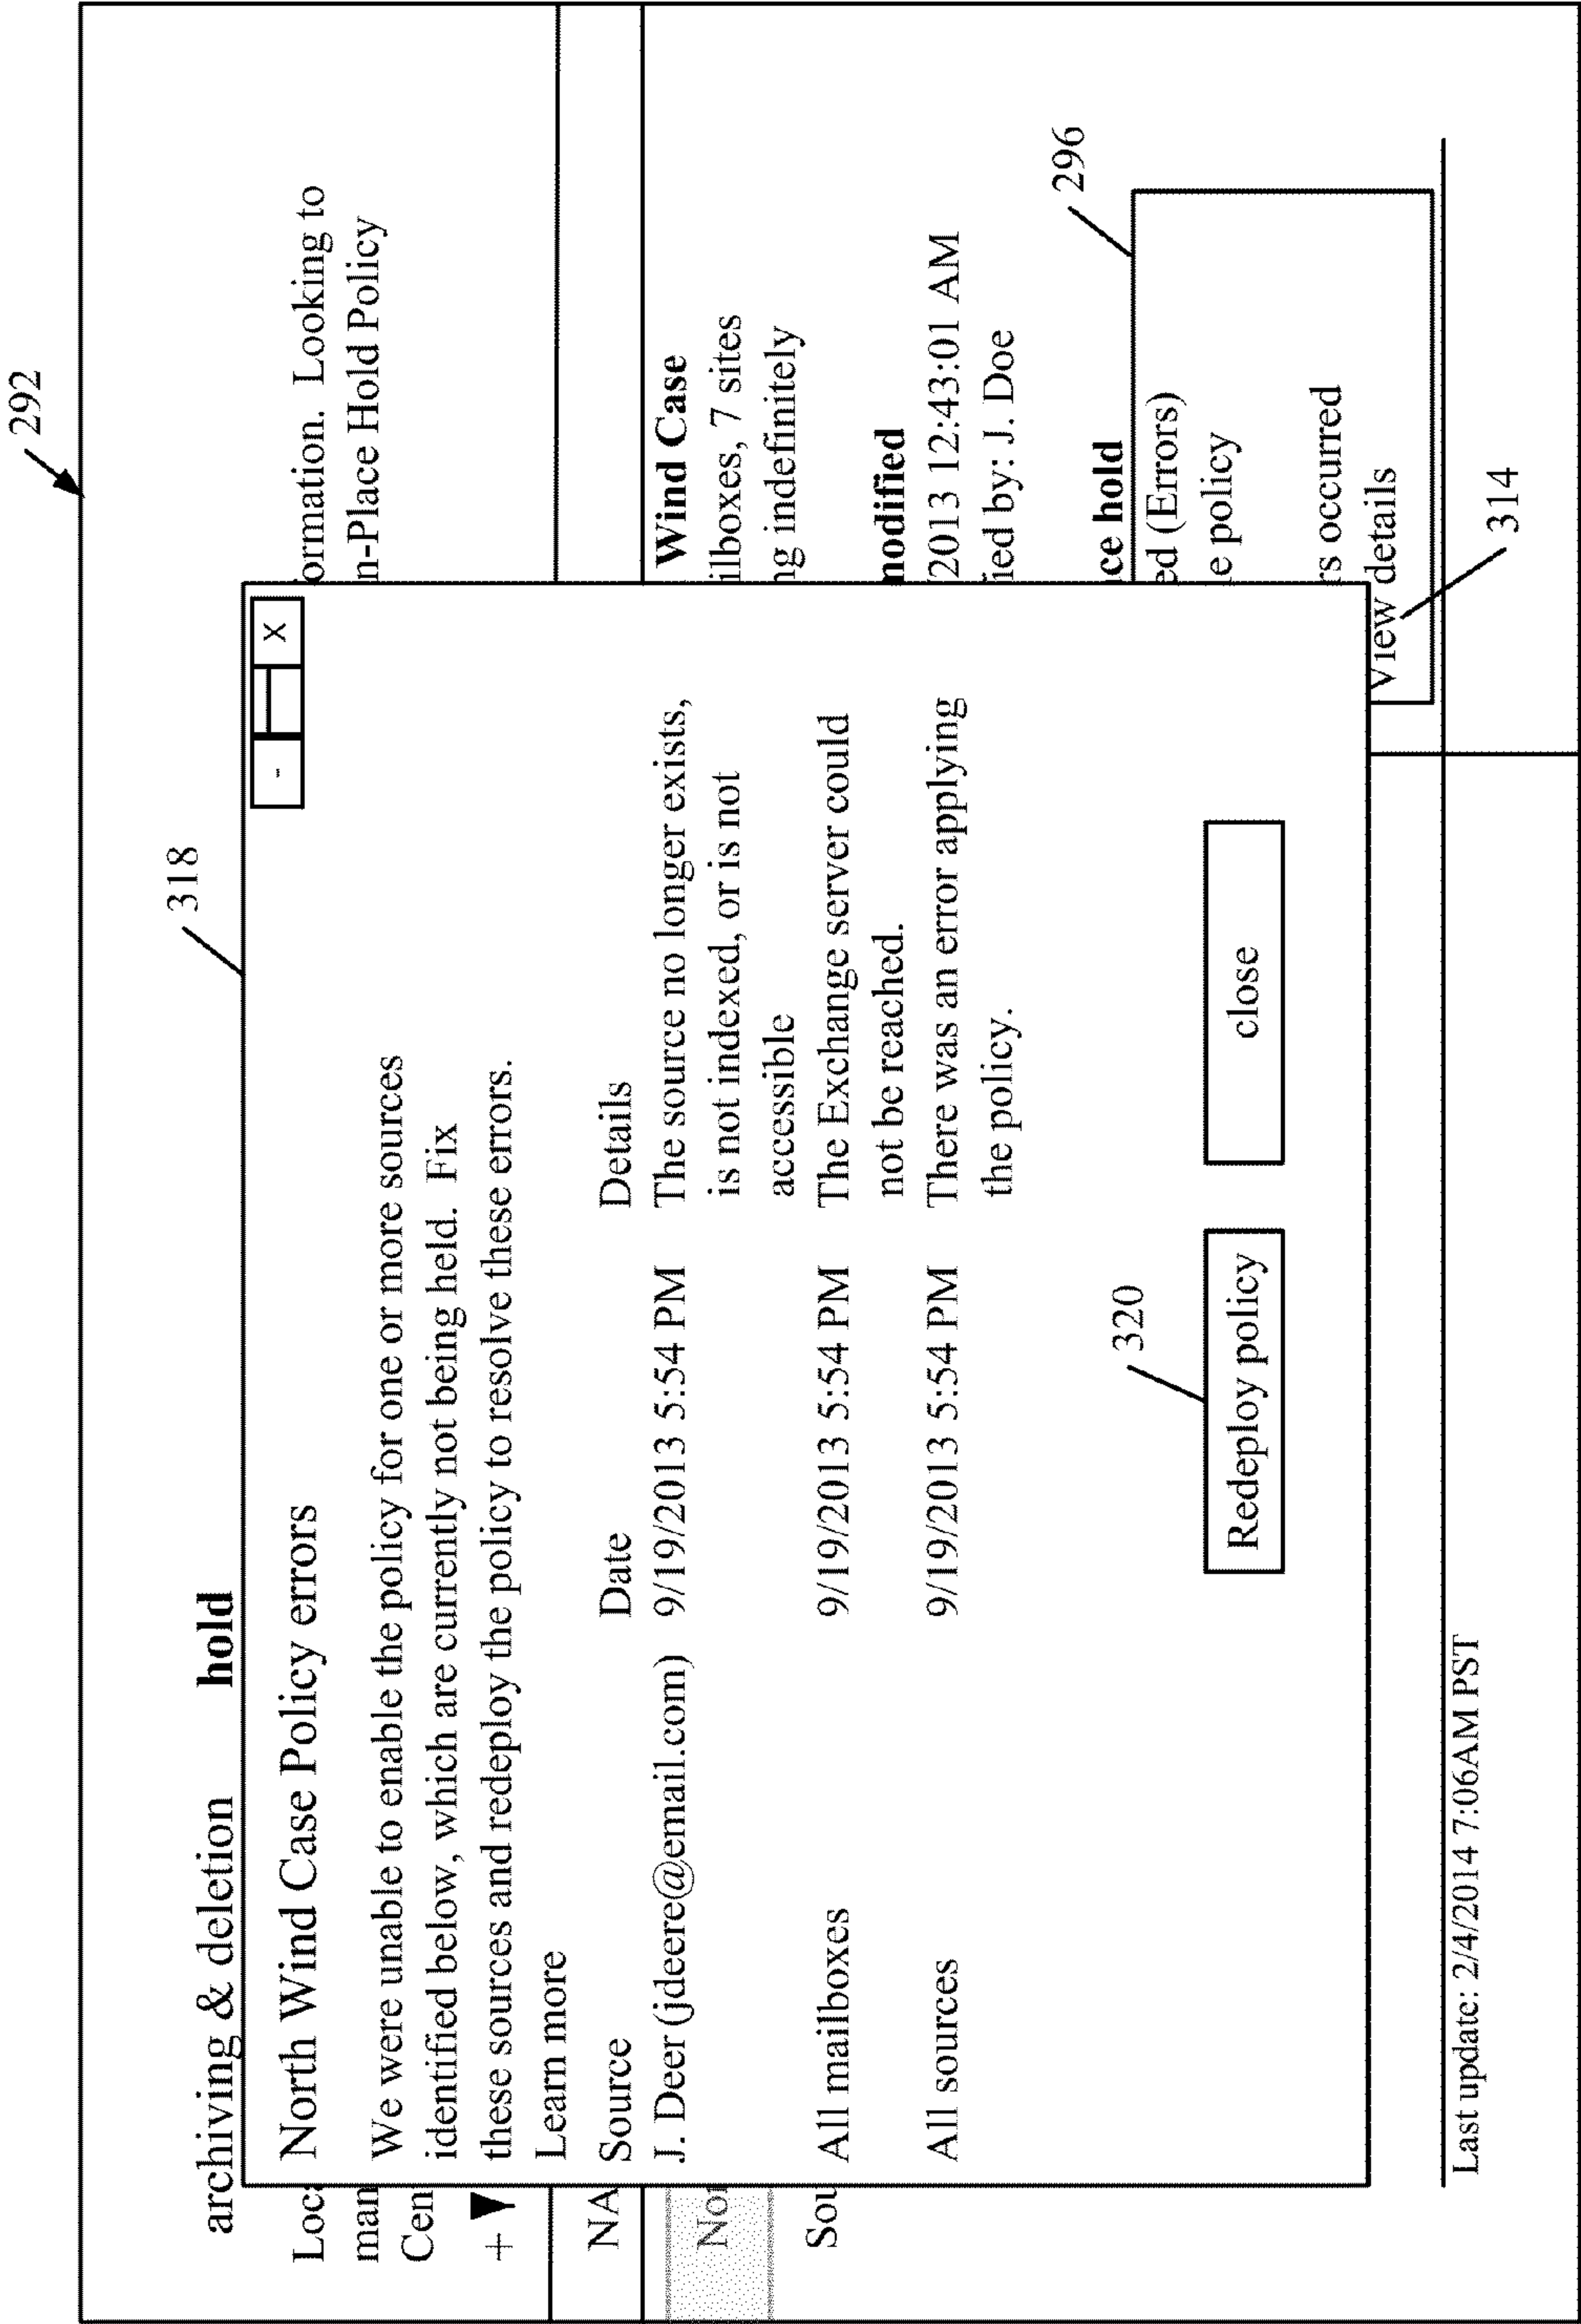 292
archiving & deletion hold
318
Loc
ormation. Looking to
man
n-Place Hold Policy
Cen
+
- X
North Wind Case Policy errors
We were unable to enable the policy for one or more sources
identified below, which are currently not being held. Fix
these sources and redeploy the policy to resolve these errors.
Learn more
Source Date Details
J. Deer (jdeere@email.com) 9/19/2013 5:54 PM The source no longer exists,
is not indexed, or is not
accessible
All mailboxes 9/19/2013 5:54 PM The Exchange server could
not be reached.
All sources 9/19/2013 5:54 PM There was an error applying
the policy.
320
Redeploy policy close
NA
Nor
Sou
Wind Case
ilboxes, 7 sites
ng indefinitely
nodified
2013 12:43:01 AM
ied by: J. Doe
296
ce hold
ed (Errors)
e policy
rs occurred
View details
314
Last update: 2/4/2014 7:06AM PST